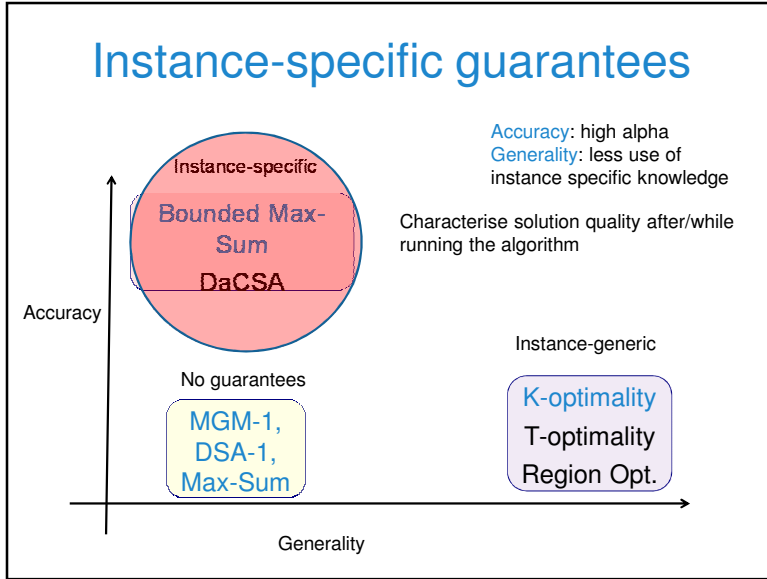 Instance-specific guarantees
Accuracy: high alpha
Generality: less use of
instance specific knowledge
Instance-specific
Bounded Max-
Sum
DaCSA
Characterise solution quality after/while
running the algorithm
Accuracy
Instance-generic
No guarantees
K-optimality
T-optimality
Region Opt.
MGM-1,
DSA-1,
Max-Sum
Generality